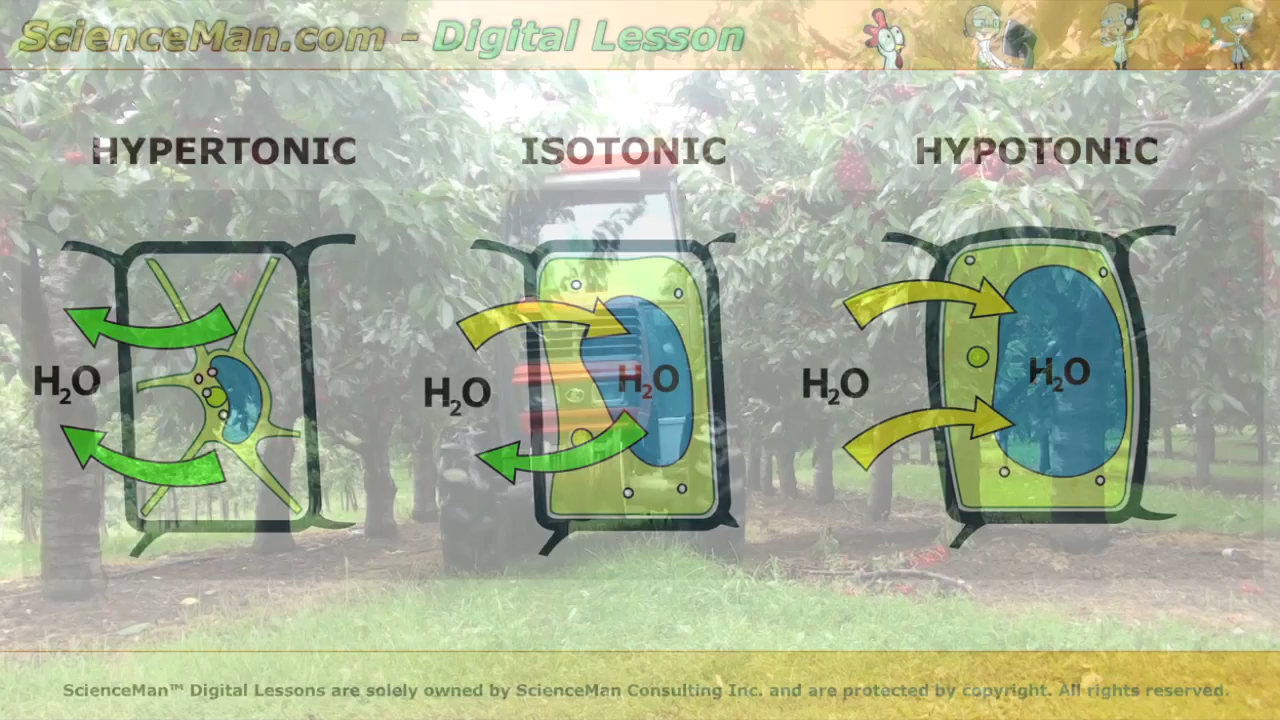 ScienceMan.com - Digital Lesson
HYPERTONIC
ISOTONIC
HYPOTONIC
H₂O
H₂O
H₂O
H₂O
H₂O
ScienceMan™ Digital Lessons are solely owned by ScienceMan Consulting Inc. and are protected by copyright. All rights reserved.